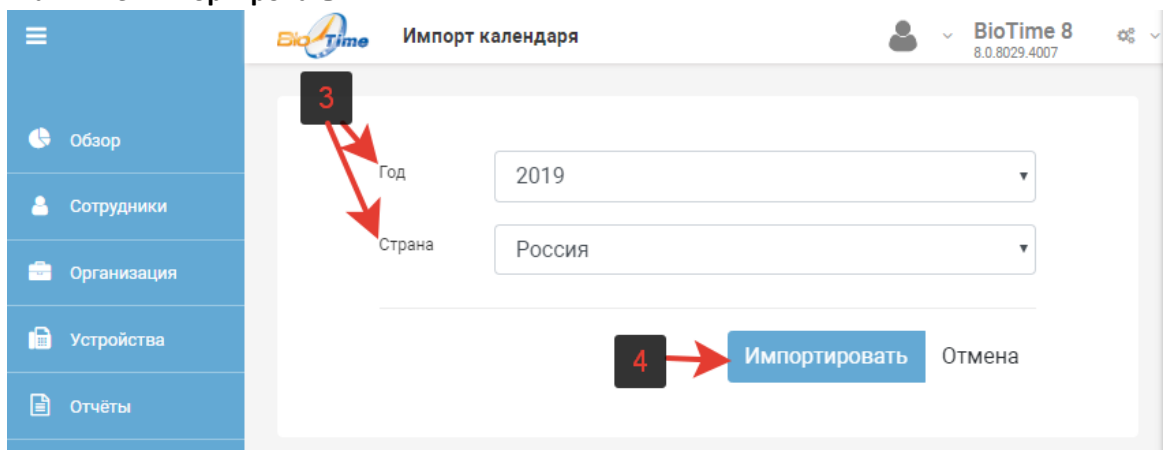 Импорт календаря
BioTime 8
8.0.8029.4007
BioTime
3
Обзор
Сотрудники
Организация
Устройства
Отчёты
Год
2019
Страна
Россия
4
Импортировать
Отмена